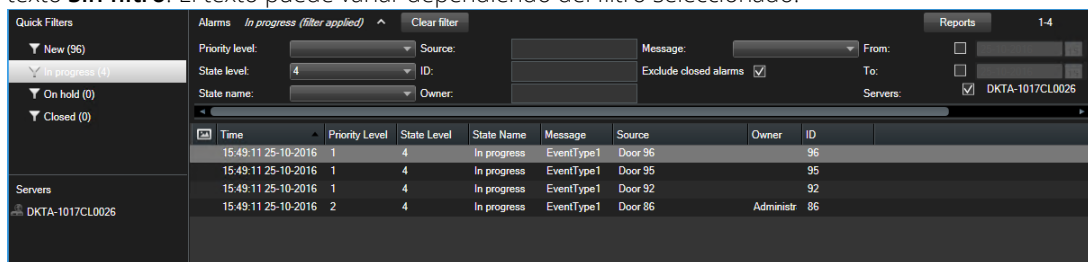 texto Sin filtro. El texto puede variar dependiendo del filtro seleccionado.
Quick Filters
New (96)
In progress (4)
On hold (0)
Closed (0)
Servers
DKTA-1017CL0026
Alarms In progress (filter applied) Clear filter Reports 1-4
Priority level: Source: Message: From:
State level: 4 ID: Exclude closed alarms To:
State name: Owner: Servers: DKTA-1017CL0026
Time Priority Level State Level State Name Message Source Owner ID
15:49:11 25-10-2016 1 4 In progress EventType1 Door 96 96
15:49:11 25-10-2016 1 4 In progress EventType1 Door 95 95
15:49:11 25-10-2016 1 4 In progress EventType1 Door 92 92
15:49:11 25-10-2016 2 4 In progress EventType1 Door 86 Administr 86